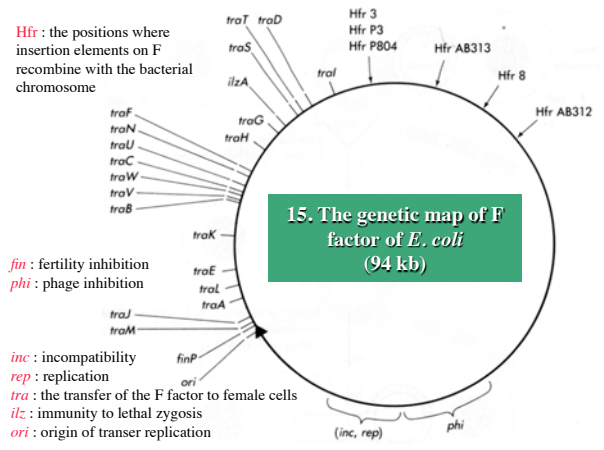 Hfr : the positions where
insertion elements on F
recombine with the bacterial
chromosome
traT traD
traS
ilzA
traI
traG
traH
Hfr 3
Hfr P3
Hfr P804
Hfr AB313
Hfr 8
Hfr AB312
traF
traN
traU
traC
traW
traV
traB
traK
traE
traL
traA
traJ
traM
finP
ori
15. The genetic map of F
factor of E. coli
(94 kb)
fin : fertility inhibition
phi : phage inhibition
inc : incompatibility
rep : replication
tra : the transfer of the F factor to female cells
ilz : immunity to lethal zygosis
ori : origin of transer replication
(inc, rep)
phi